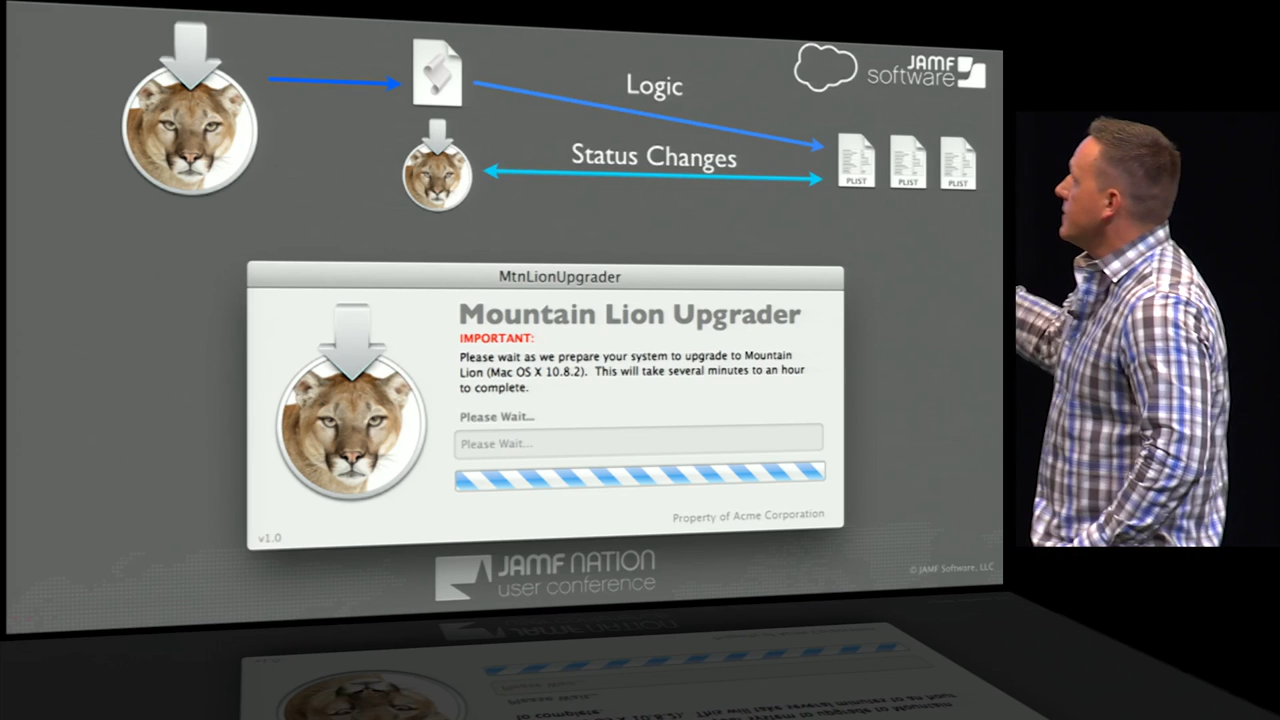 Logic
JAMF
software
Status Changes
PLIST
PLIST
PLIST
MtnLionUpgrader
Mountain Lion Upgrader
IMPORTANT:
Please wait as we prepare your system to upgrade to Mountain
Lion (Mac OS X 10.8.2). This will take several minutes to an hour
to complete.
Please Wait...
Please Wait...
Property of Acme Corporation
v1.0
JAMF NATION
user conference
© JAMF Software, LLC